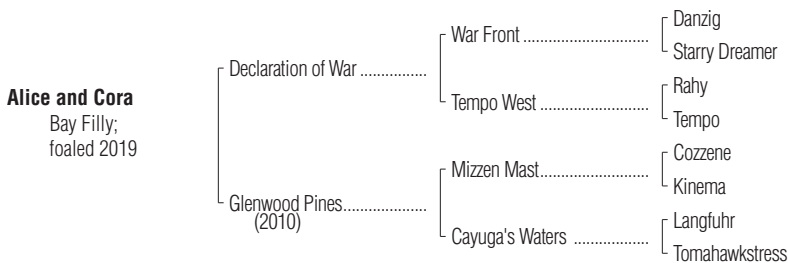 Alice and Cora
Bay Filly;
foaled 2019
Declaration of War ................
Glenwood Pines....................
(2010)
War Front ..............................
Tempo West ..........................
Mizzen Mast..........................
Cayuga's Waters ..................
Danzig
Starry Dreamer
Rahy
Tempo
Cozzene
Kinema
Langfuhr
Tomahawkstress